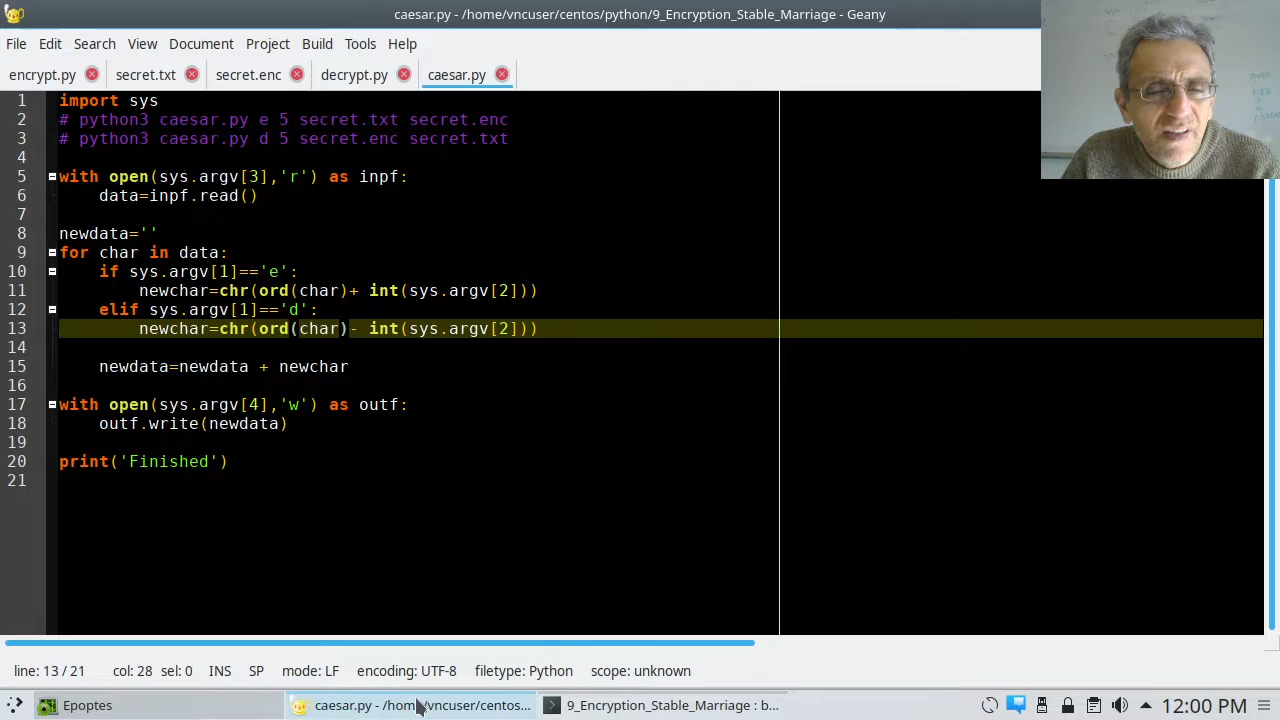 caesar.py - /home/vncuser/centos/python/9_Encryption_Stable_Marriage - Geany
File Edit Search View Document Project Build Tools Help
encrypt.py secret.txt secret.enc decrypt.py caesar.py
1 import sys
2 # python3 caesar.py e 5 secret.txt secret.enc
3 # python3 caesar.py d 5 secret.enc secret.txt
4
5 with open(sys.argv[3],'r') as inpf:
6     data=inpf.read()
7
8 newdata=''
9 for char in data:
10     if sys.argv[1]=='e':
11         newchar=chr(ord(char)+ int(sys.argv[2]))
12     elif sys.argv[1]=='d':
13         newchar=chr(ord(char)- int(sys.argv[2]))
14
15     newdata=newdata + newchar
16
17 with open(sys.argv[4],'w') as outf:
18     outf.write(newdata)
19
20 print('Finished')
21
line: 13 / 21 col: 28 sel: 0 INS SP mode: LF encoding: UTF-8 filetype: Python scope: unknown
Epoptes caesar.py - /home/vncuser/centos... 9_Encryption_Stable_Marriage : b... 12:00 PM